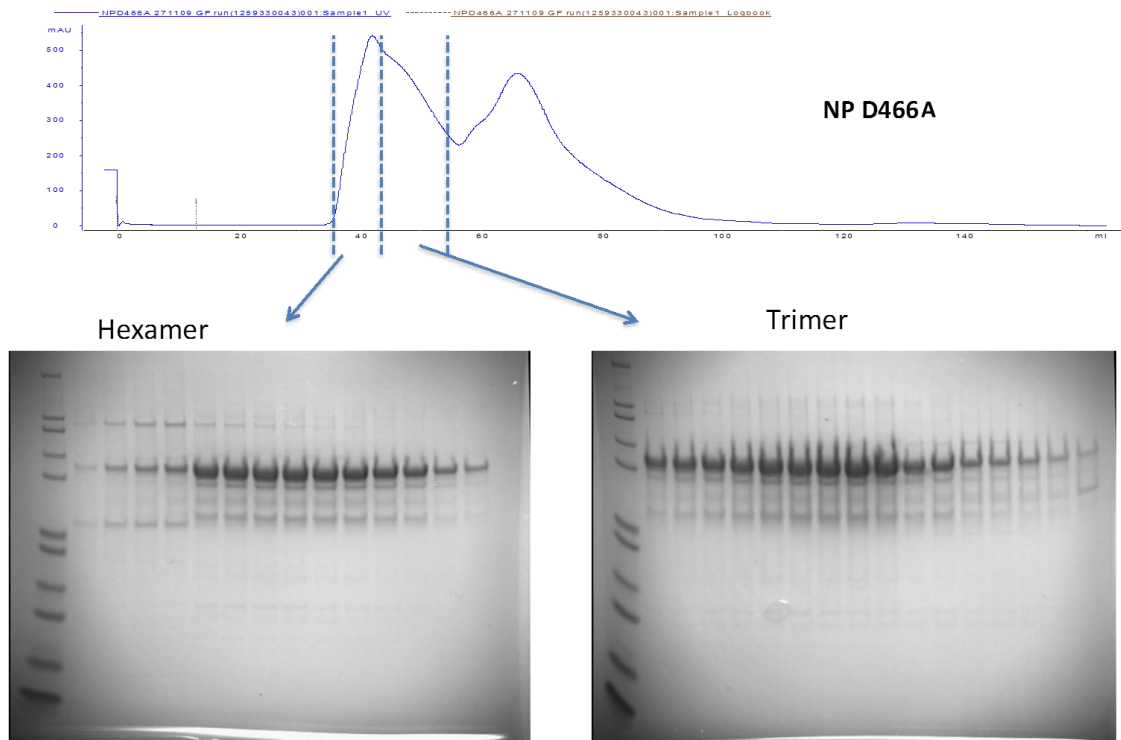 NPD466A 271109 GF run(1259330043)001:Sample1_UV NPD466A 271109 GF run(1259330043)001:Sample1_Logbook
mAU
500
400
300
200
100
0
NP D466A
0 20 40 60 80 100 120 140 ml
Hexamer
Trimer